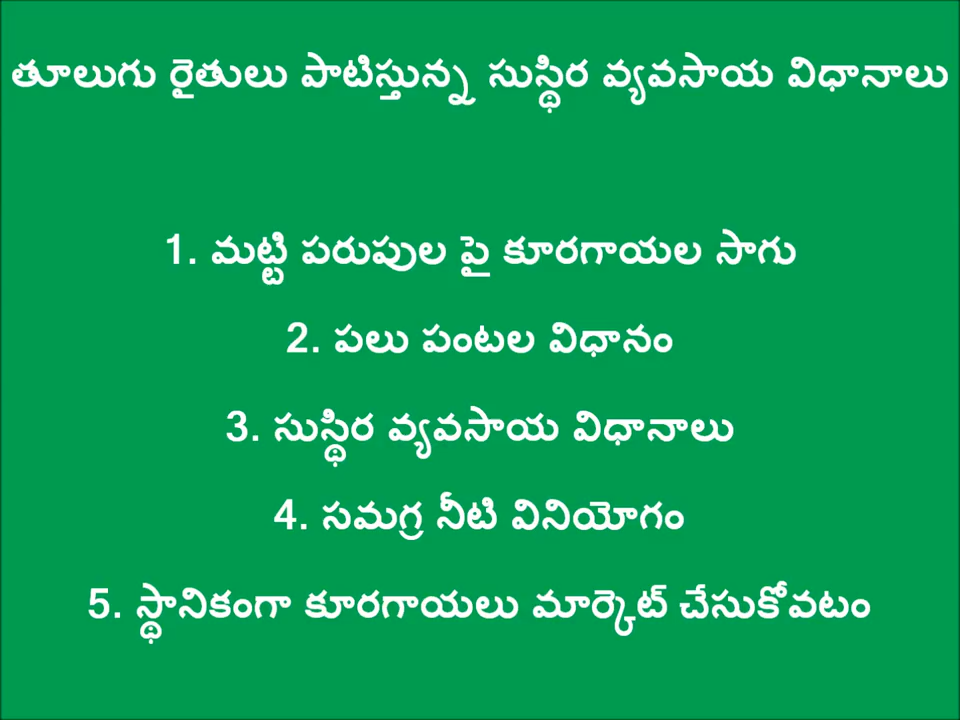 తూలుగు రైతులు పాటిస్తున్న సుస్థిర వ్యవసాయ విధానాలు
1. మట్టి పరుపుల పై కూరగాయల సాగు
2. పలు పంటల విధానం
3. సుస్థిర వ్యవసాయ విధానాలు
4. సమగ్ర నీటి వినియోగం
5. స్థానికంగా కూరగాయలు మార్కెట్ చేసుకోవటం